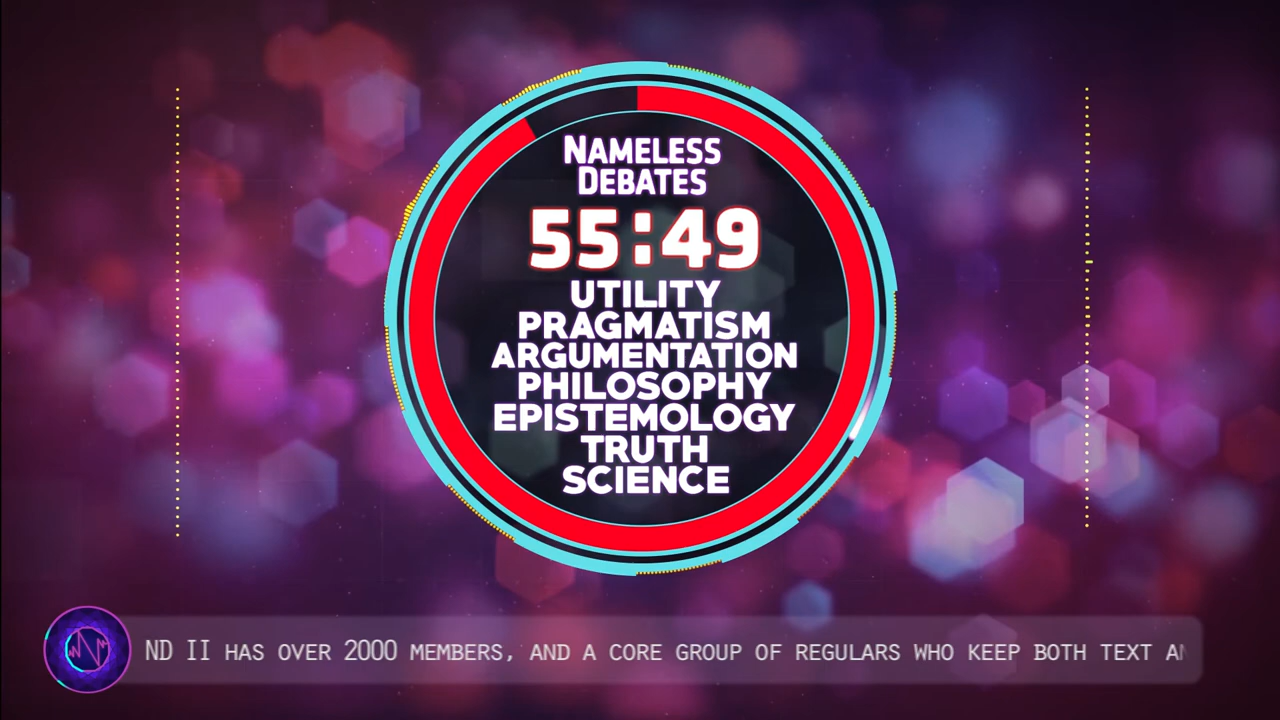 NAMELESS
DEBATES
55:49
UTILITY
PRAGMATISM
ARGUMENTATION
PHILOSOPHY
EPISTEMOLOGY
TRUTH
SCIENCE
ND II HAS OVER 2000 MEMBERS, AND A CORE GROUP OF REGULARS WHO KEEP BOTH TEXT